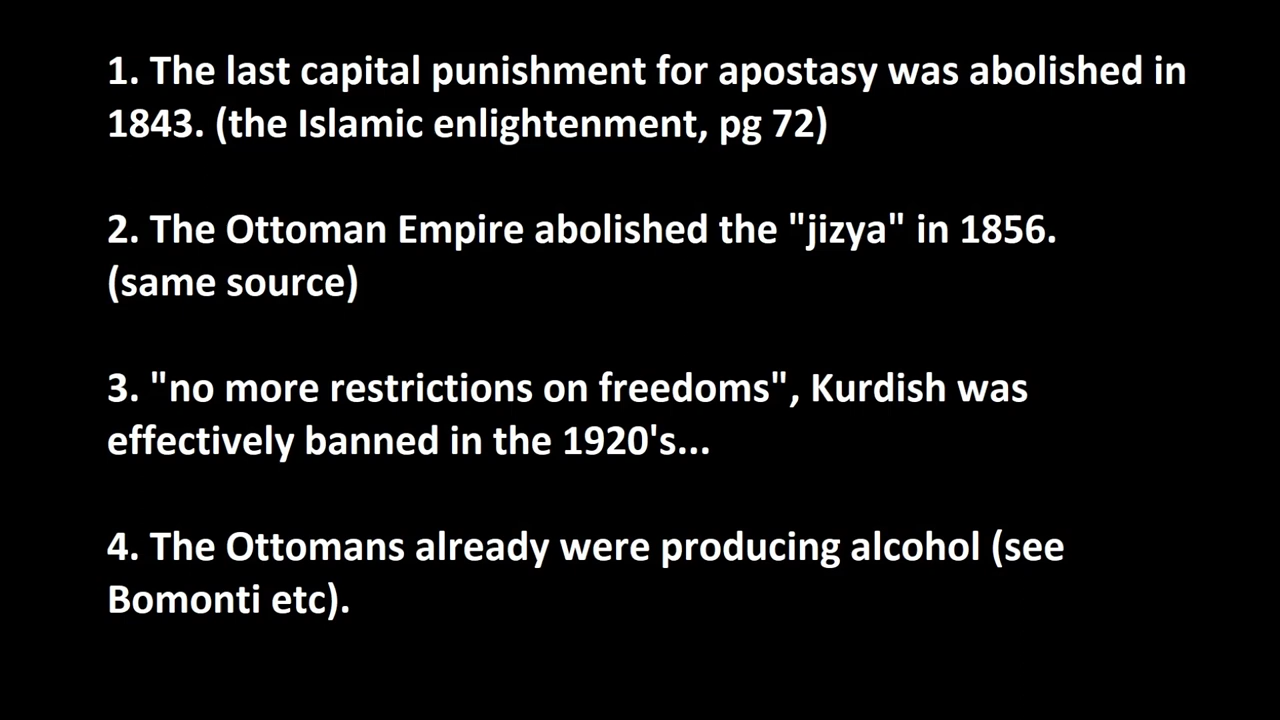 1. The last capital punishment for apostasy was abolished in
1843. (the Islamic enlightenment, pg 72)
2. The Ottoman Empire abolished the "jizya" in 1856.
(same source)
3. "no more restrictions on freedoms", Kurdish was
effectively banned in the 1920's...
4. The Ottomans already were producing alcohol (see
Bomonti etc).